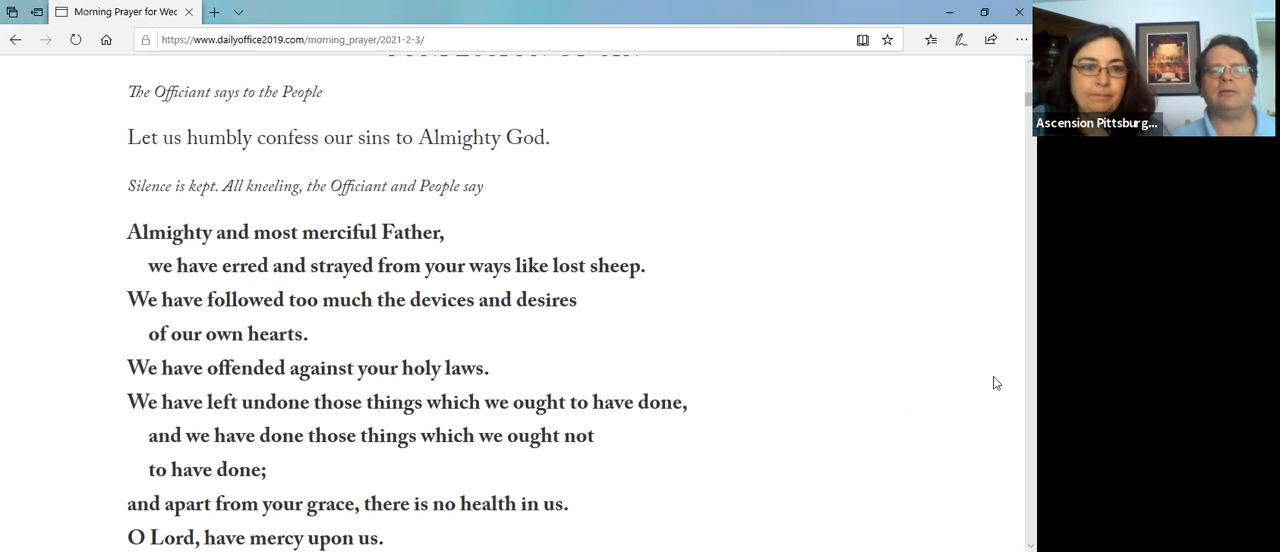 Morning Prayer for Wed
https://www.dailyoffice2019.com/morning_prayer/2021-2-3/
The Officiant says to the People
Let us humbly confess our sins to Almighty God.
Silence is kept. All kneeling, the Officiant and People say
Almighty and most merciful Father,
we have erred and strayed from your ways like lost sheep.
We have followed too much the devices and desires
of our own hearts.
We have offended against your holy laws.
We have left undone those things which we ought to have done,
and we have done those things which we ought not
to have done;
and apart from your grace, there is no health in us.
O Lord, have mercy upon us.
Ascension Pittsburg...